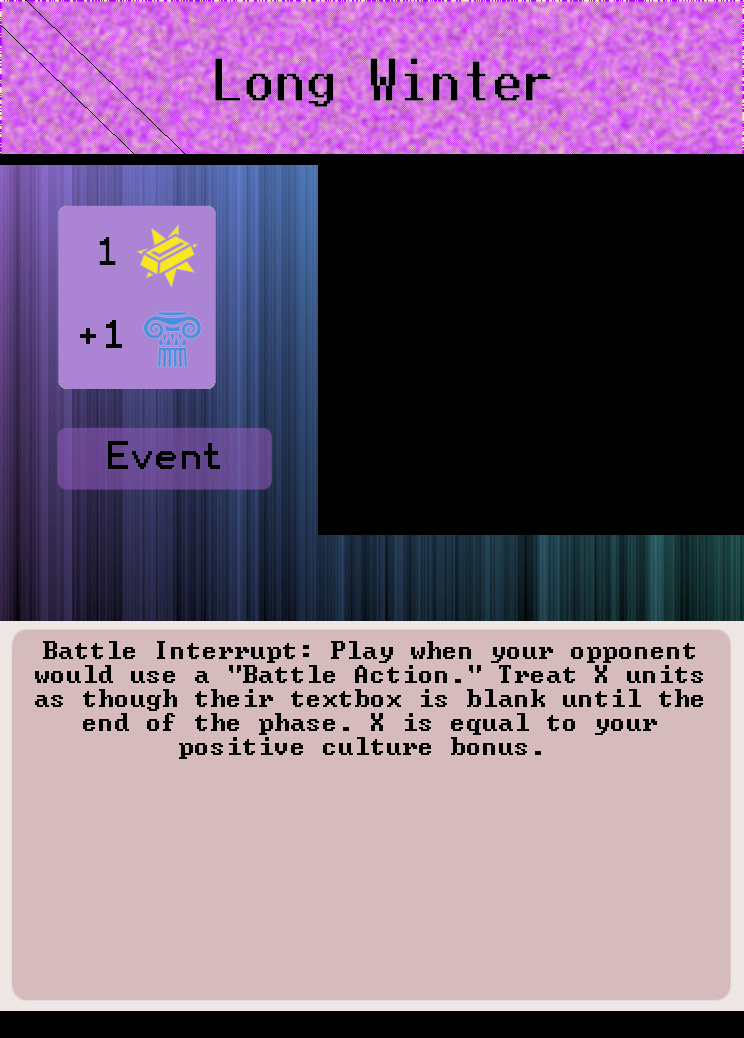 Long Winter
1
+1
Event
Battle Interrupt: Play when your opponent
would use a "Battle Action." Treat X units
as though their textbox is blank until the
end of the phase. X is equal to your
positive culture bonus.